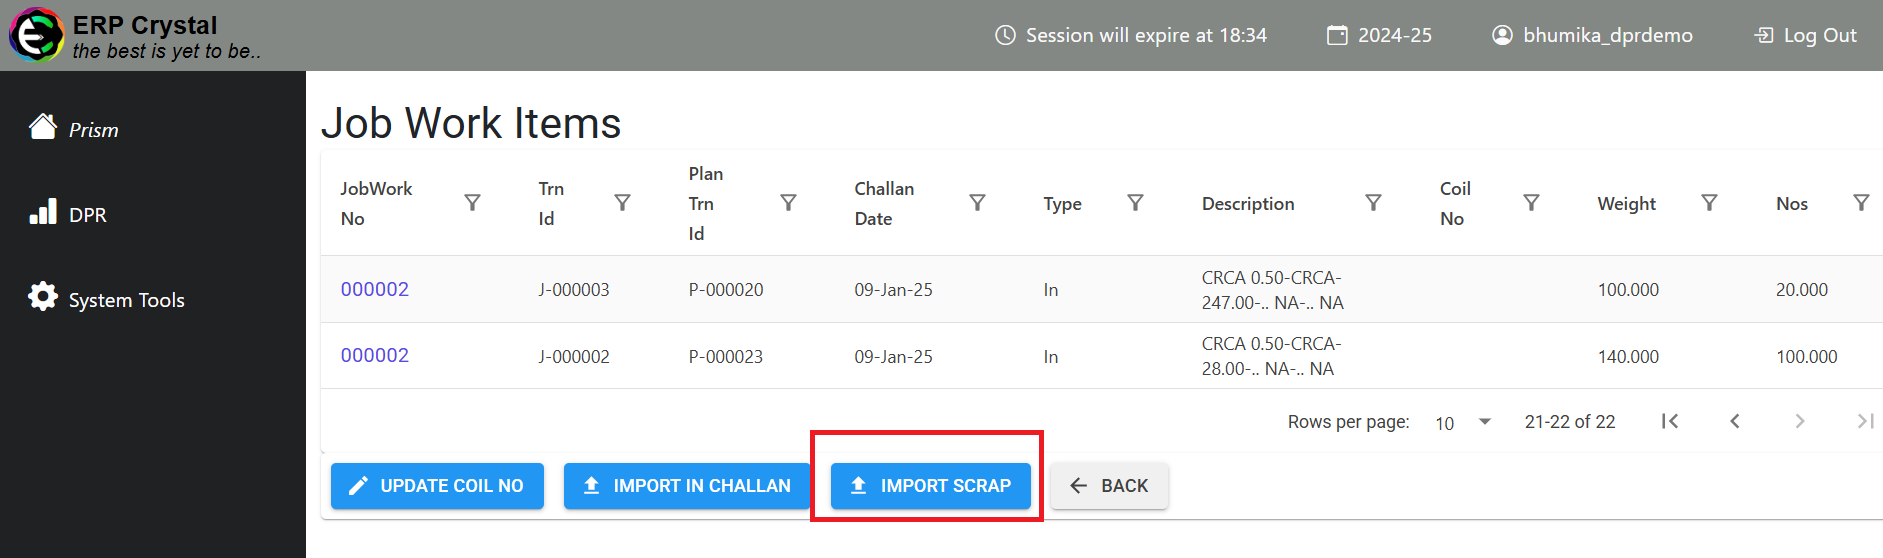 ERP Crystal
the best is yet to be..
Session will expire at 18:34
2024-25
bhumika_dprdemo
Log Out
Prism
DPR
System Tools
Job Work Items
JobWork No
Trn Id
Plan Trn Id
Challan Date
Type
Description
Coil No
Weight
Nos
000002 J-000003 P-000020 09-Jan-25 In CRCA 0.50-CRCA- 100.000 20.000
247.00-.. NA-.. NA
000002 J-000002 P-000023 09-Jan-25 In CRCA 0.50-CRCA- 140.000 100.000
28.00-.. NA-.. NA
Rows per page: 10 21-22 of 22
UPDATE COIL NO
IMPORT IN CHALLAN
IMPORT SCRAP
BACK